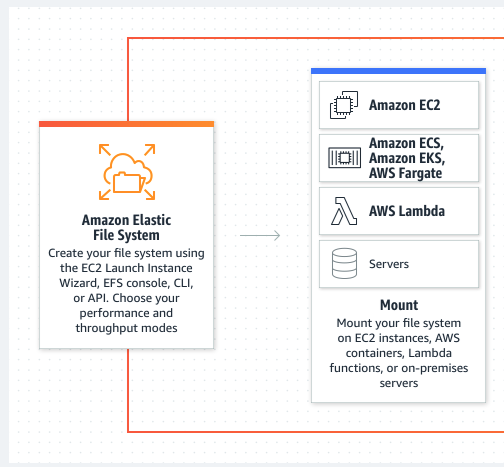 Amazon Elastic
File System
Create your file system using
the EC2 Launch Instance
Wizard, EFS console, CLI,
or API. Choose your
performance and
throughput modes
Amazon EC2
Amazon ECS,
Amazon EKS,
AWS Fargate
AWS Lambda
Servers
Mount
Mount your file system
on EC2 instances, AWS
containers, Lambda
functions, or on-premises
servers